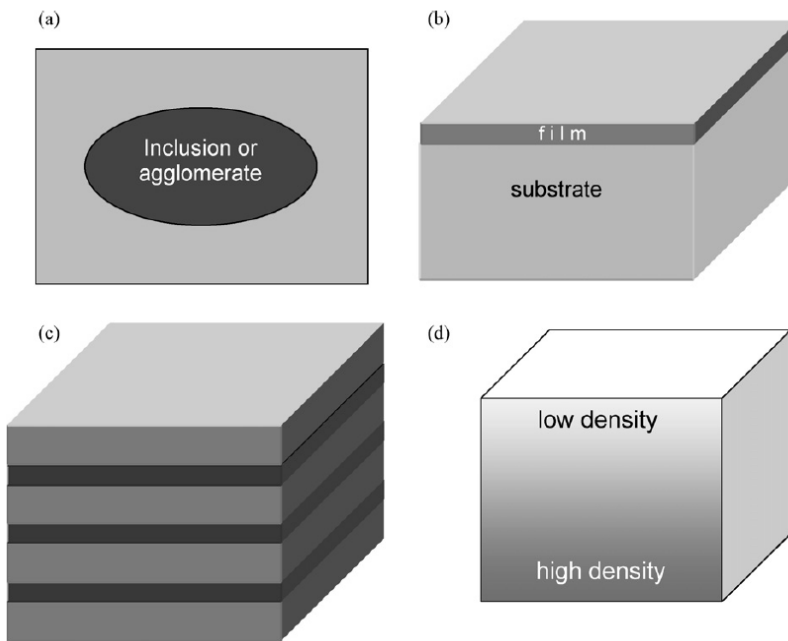 (a)
Inclusion or
agglomerate
(b)
film
substrate
(c)
(d)
low density
high density